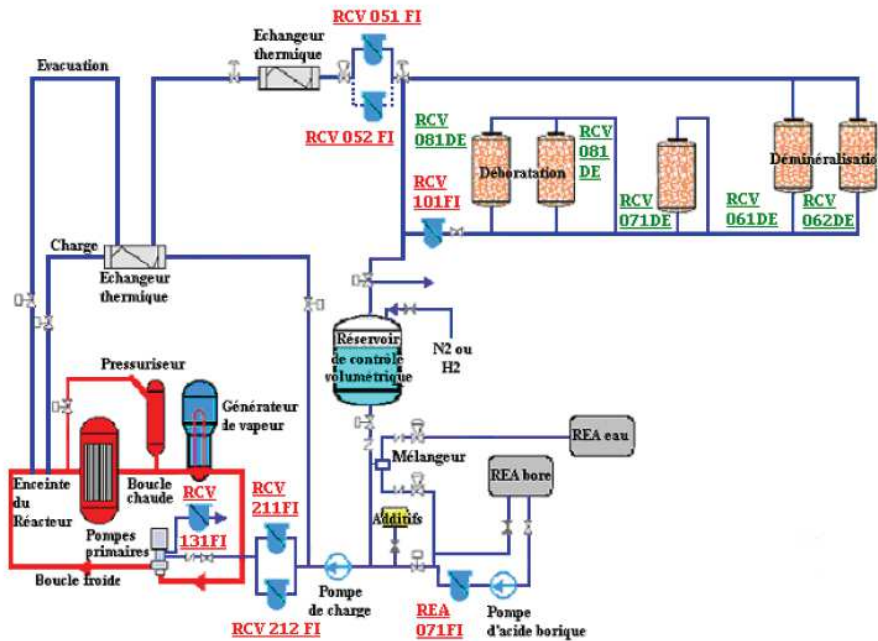 RCV 051 FI
Echangeur
thermique
Evacuation
RCV 052 FI
RCV
081DE
RCV
081
DE
Déboratation
RCV
101FI
RCV
071DE
RCV
061DE
RCV
062DE
Déminéralisatio
Charge
Echangeur
thermique
Réservoir
de contrôle
volumétrique
N2 ou
H2
Pressuriseur
Générateur
de vapeur
REA eau
Mélangeur
REA bore
Enceinte
du
Réacteur
Boucle
chaude
RCV
131FI
RCV
211FI
Additifs
Pompes
primaires
Boucle froide
RCV 212 FI
Pompe
de charge
REA
071FI
Pompe
d'acide borique